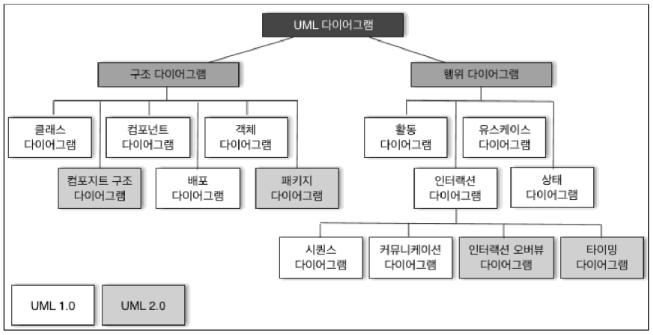 UML 다이어그램
구조 다이어그램
행위 다이어그램
클래스
다이어그램
컴포넌트
다이어그램
객체
다이어그램
활동
다이어그램
유스케이스
다이어그램
컴포지트 구조
다이어그램
배포
다이어그램
패키지
다이어그램
인터랙션
다이어그램
상태
다이어그램
시퀀스
다이어그램
커뮤니케이션
다이어그램
인터랙션 오버뷰
다이어그램
타이밍
다이어그램
UML 1.0
UML 2.0